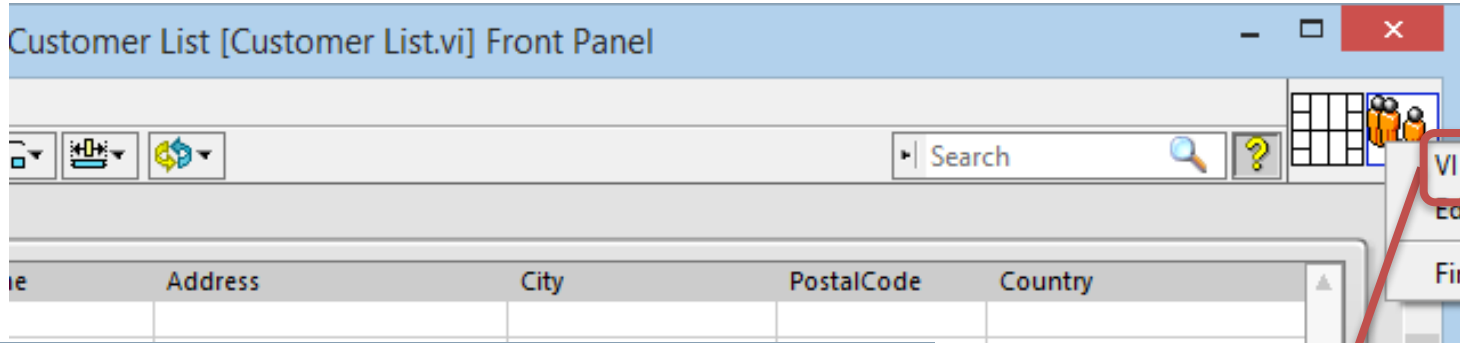 Customer List [Customer List.vi] Front Panel
Search
VI
Address City PostalCode Country